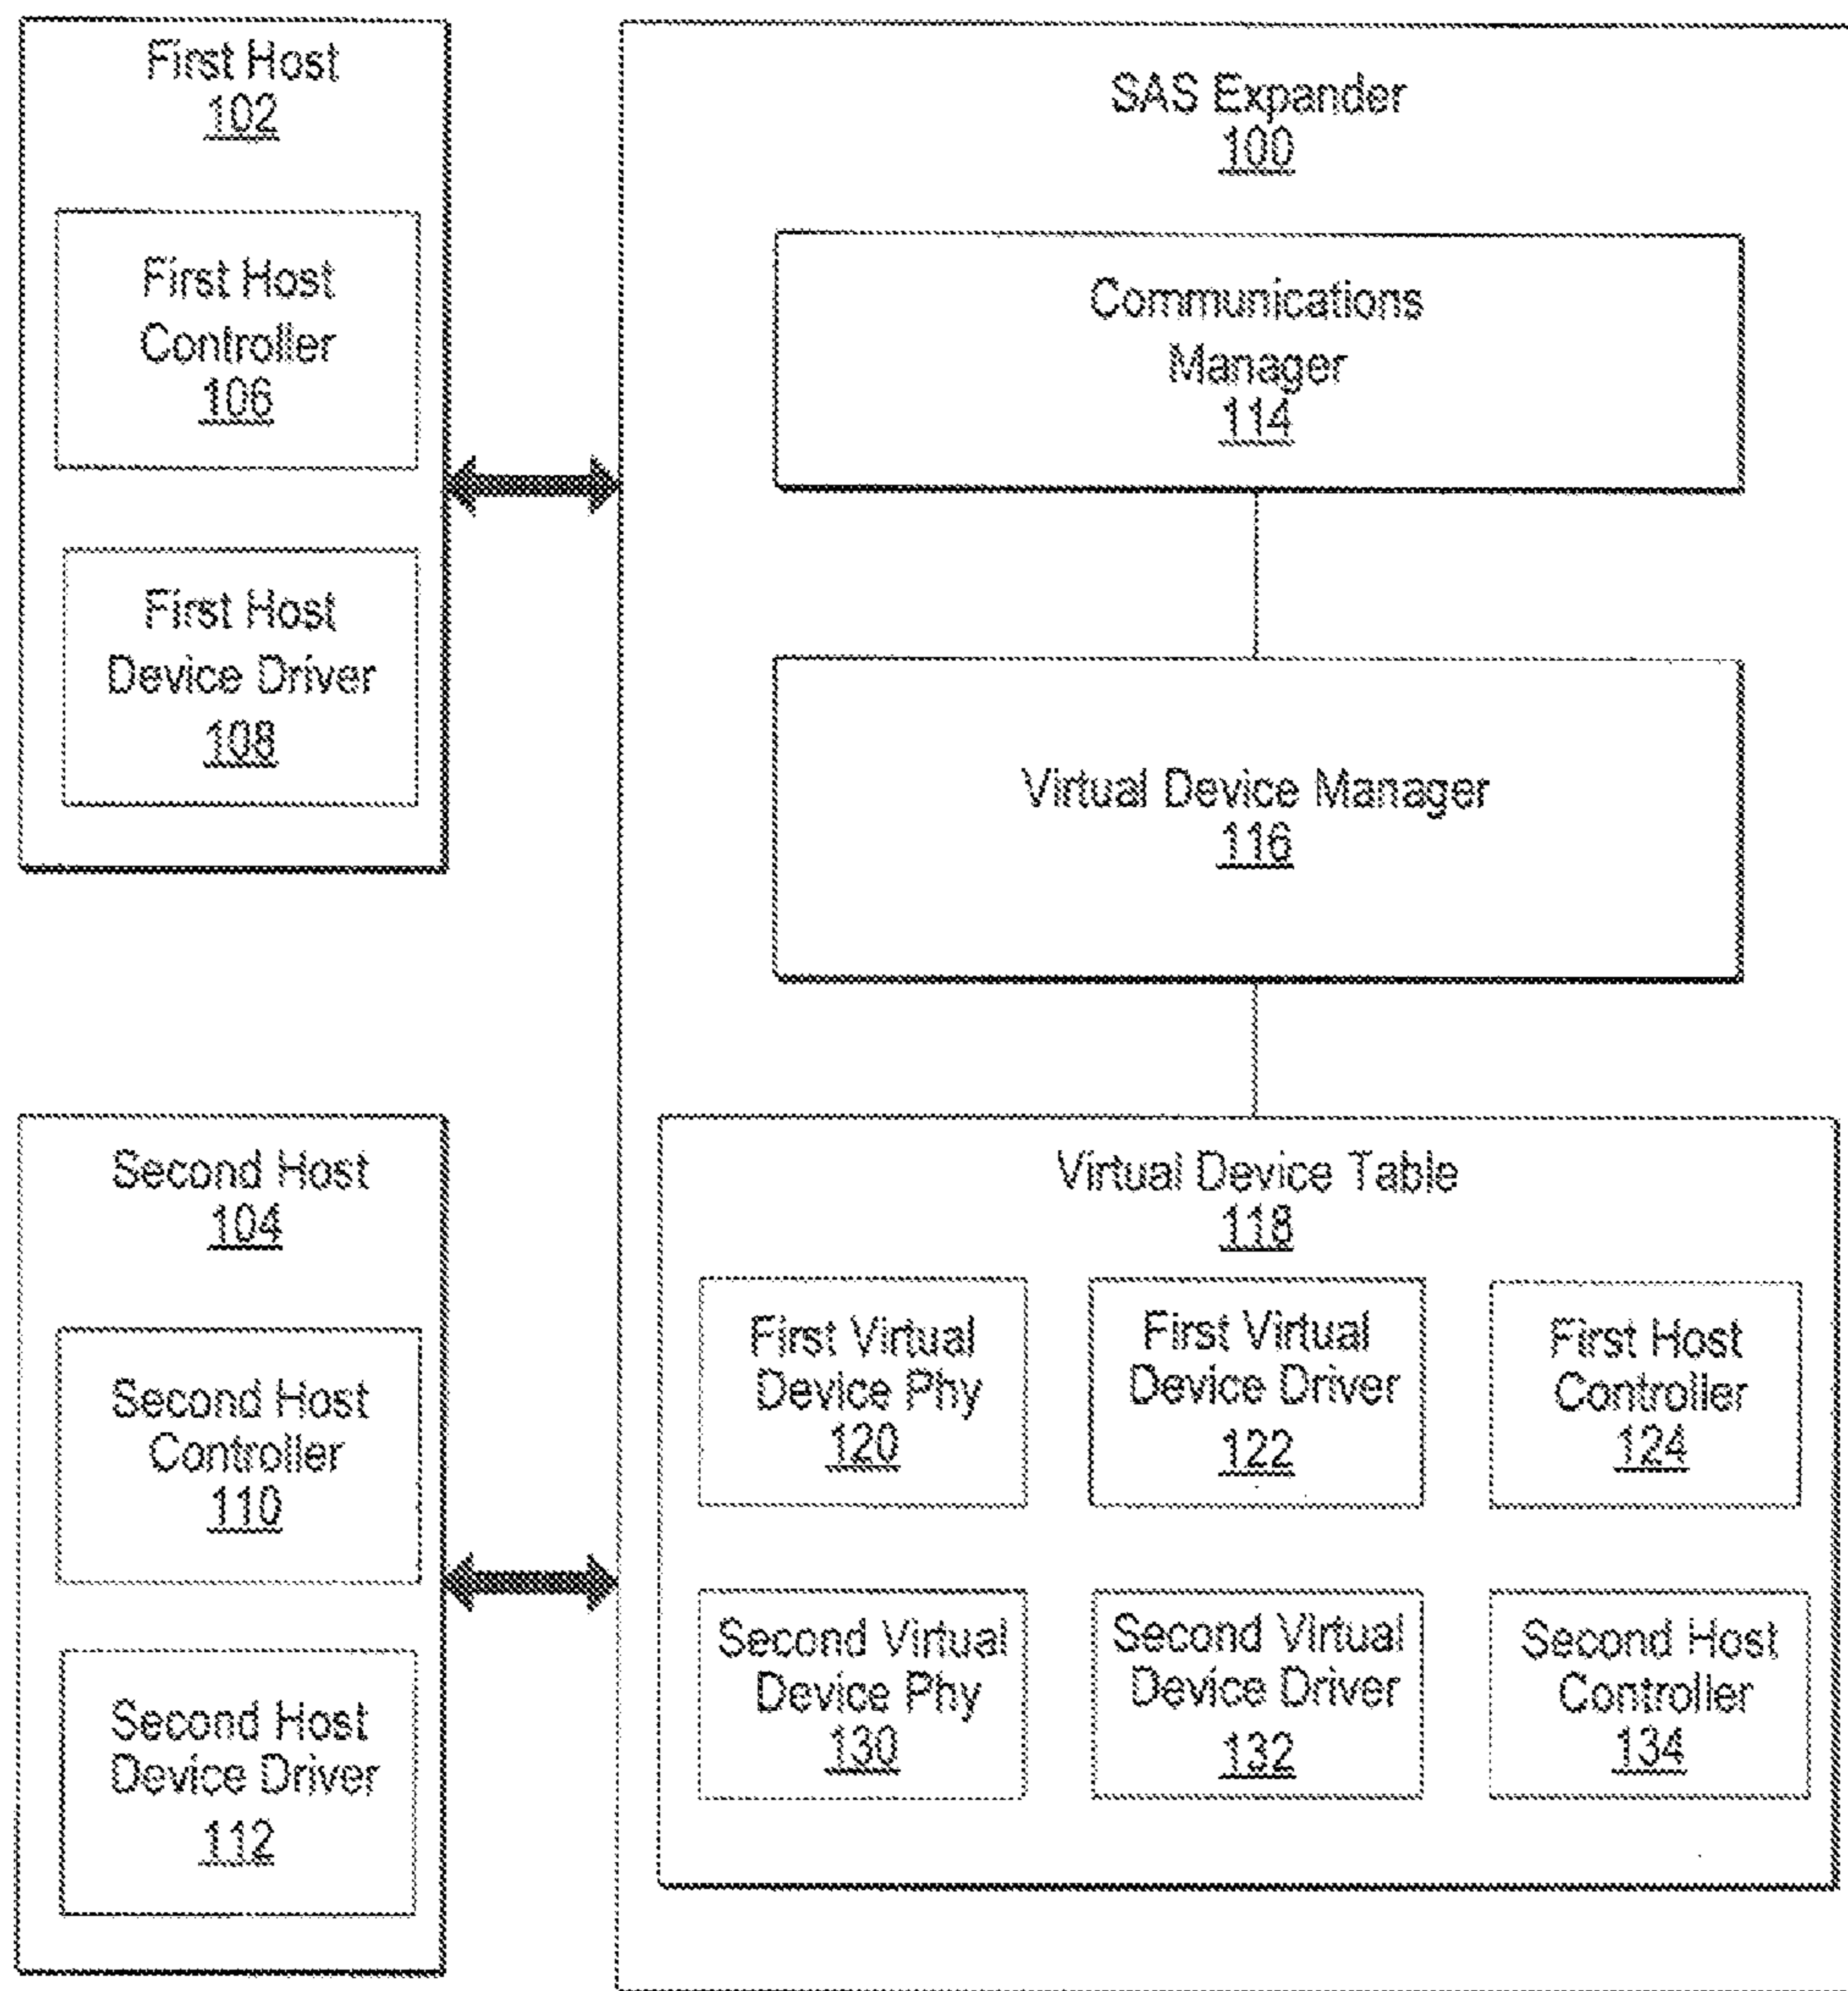 First Host
102
First Host
Controller
106
First Host
Device Driver
108
Second Host
104
Second Host
Controller
110
Second Host
Device Driver
112
SAS Expander
100
Communications
Manager
114
Virtual Device Manager
116
Virtual Device Table
118
First Virtual
Device Phy
120
First Virtual
Device Driver
122
First Host
Controller
124
Second Virtual
Device Phy
130
Second Virtual
Device Driver
132
Second Host
Controller
134